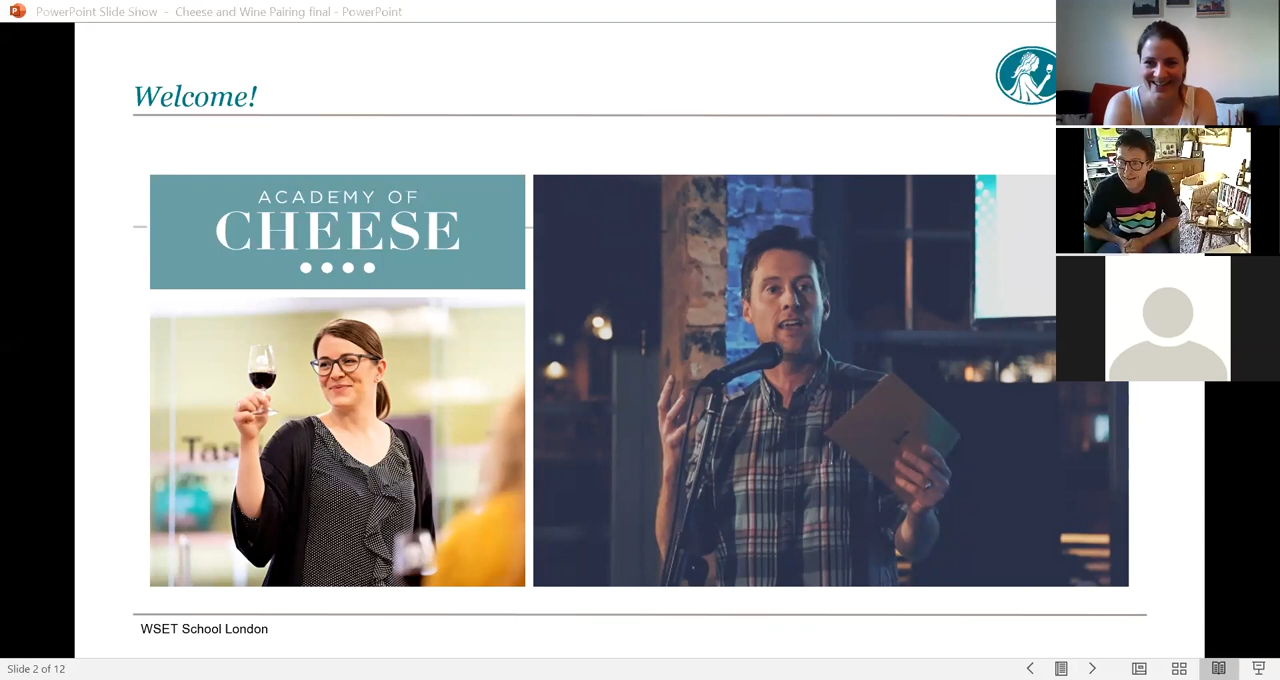 PowerPoint Slide Show - Cheese and Wine Pairing final - PowerPoint
Welcome!
ACADEMY OF
CHEESE
Tas
WSET School London
Slide 2 of 12